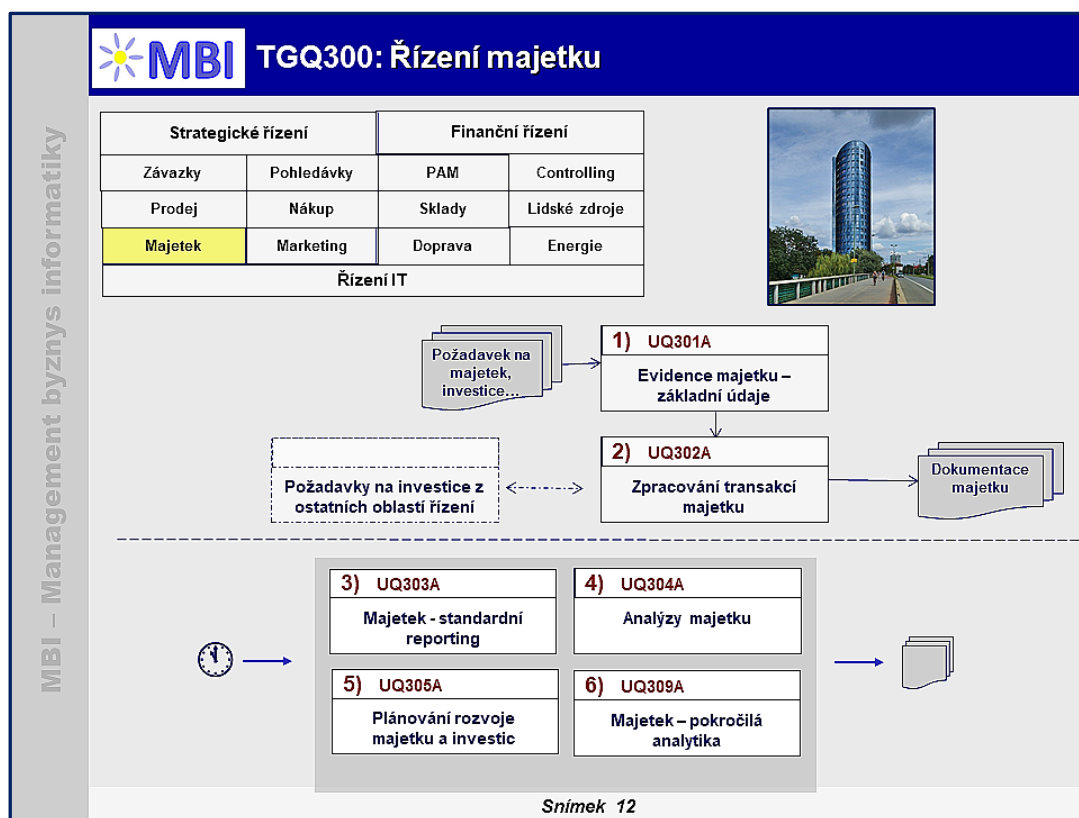 MBI – Management byznys informatiky
MBI
TGQ300: Řízení majetku
Strategické řízení
Finanční řízení
Závazky
Pohledávky
PAM
Controlling
Prodej
Nákup
Sklady
Lidské zdroje
Majetek
Marketing
Doprava
Energie
Řízení IT
Požadavek na
majetek,
investice...
1) UQ301A
Evidence majetku –
základní údaje
2) UQ302A
Zpracování transakcí
majetku
Požadavky na investice z
ostatních oblastí řízení
Dokumentace
majetku
3) UQ303A
Majetek - standardní
reporting
4) UQ304A
Analýzy majetku
5) UQ305A
Plánování rozvoje
majetku a investic
6) UQ309A
Majetek – pokročilá
analytika
Snímek 12